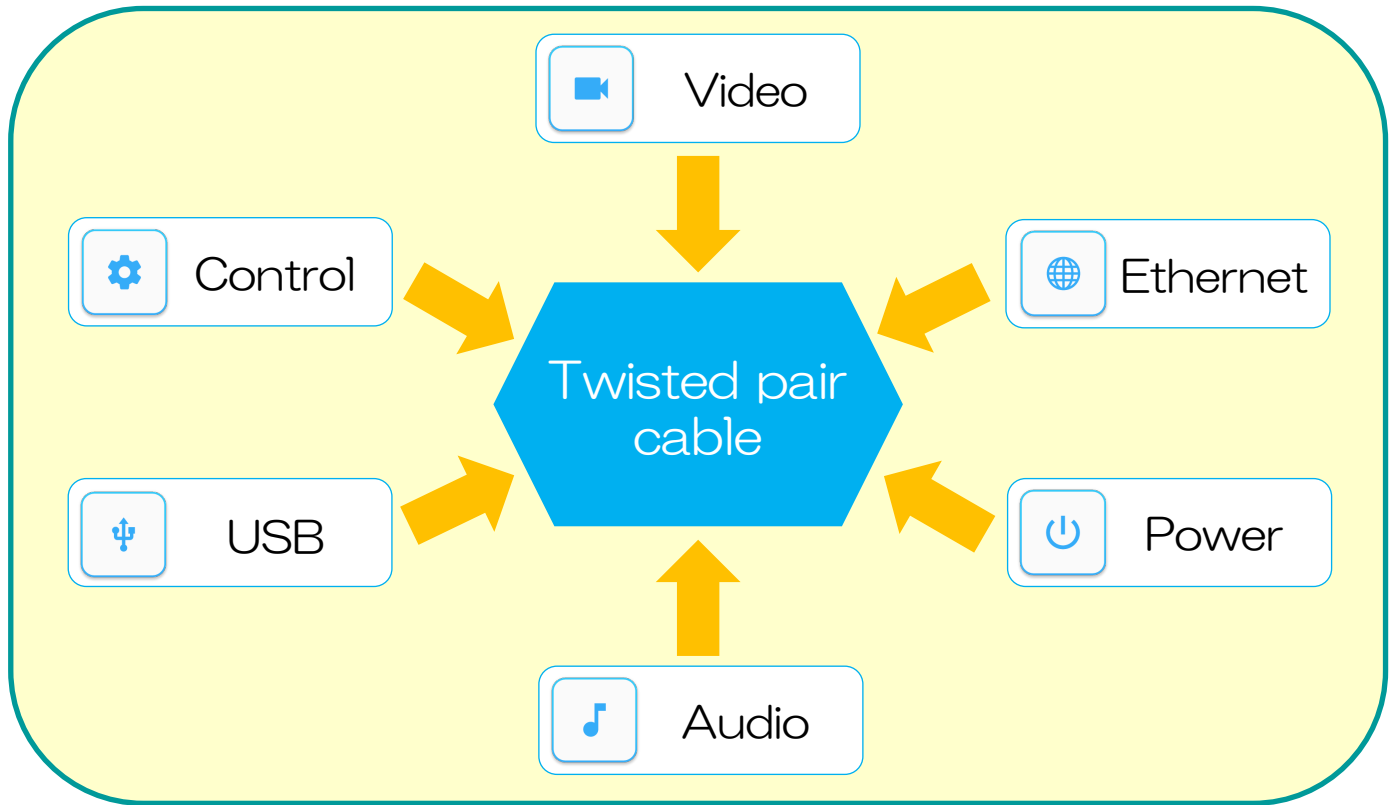 Video
Control
Ethernet
Twisted pair
cable
USB
Power
Audio